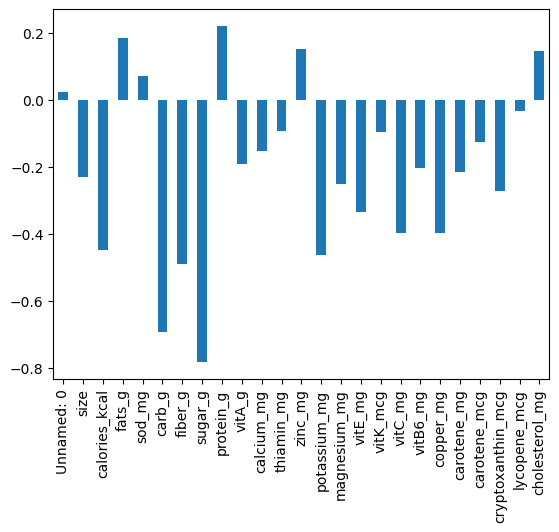 0.2
0.0
−0.2
−0.4
−0.6
−0.8
Unnamed: 0
size
calories_kcal
fats_g
sod_mg
carb_g
fiber_g
sugar_g
protein_g
vitA_g
calcium_mg
thiamin_mg
zinc_mg
potassium_mg
magnesium_mg
vitE_mg
vitK_mcg
vitC_mg
vitB6_mg
copper_mg
carotene_mg
carotene_mcg
cryptoxanthin_mcg
lycopene_mcg
cholesterol_mg